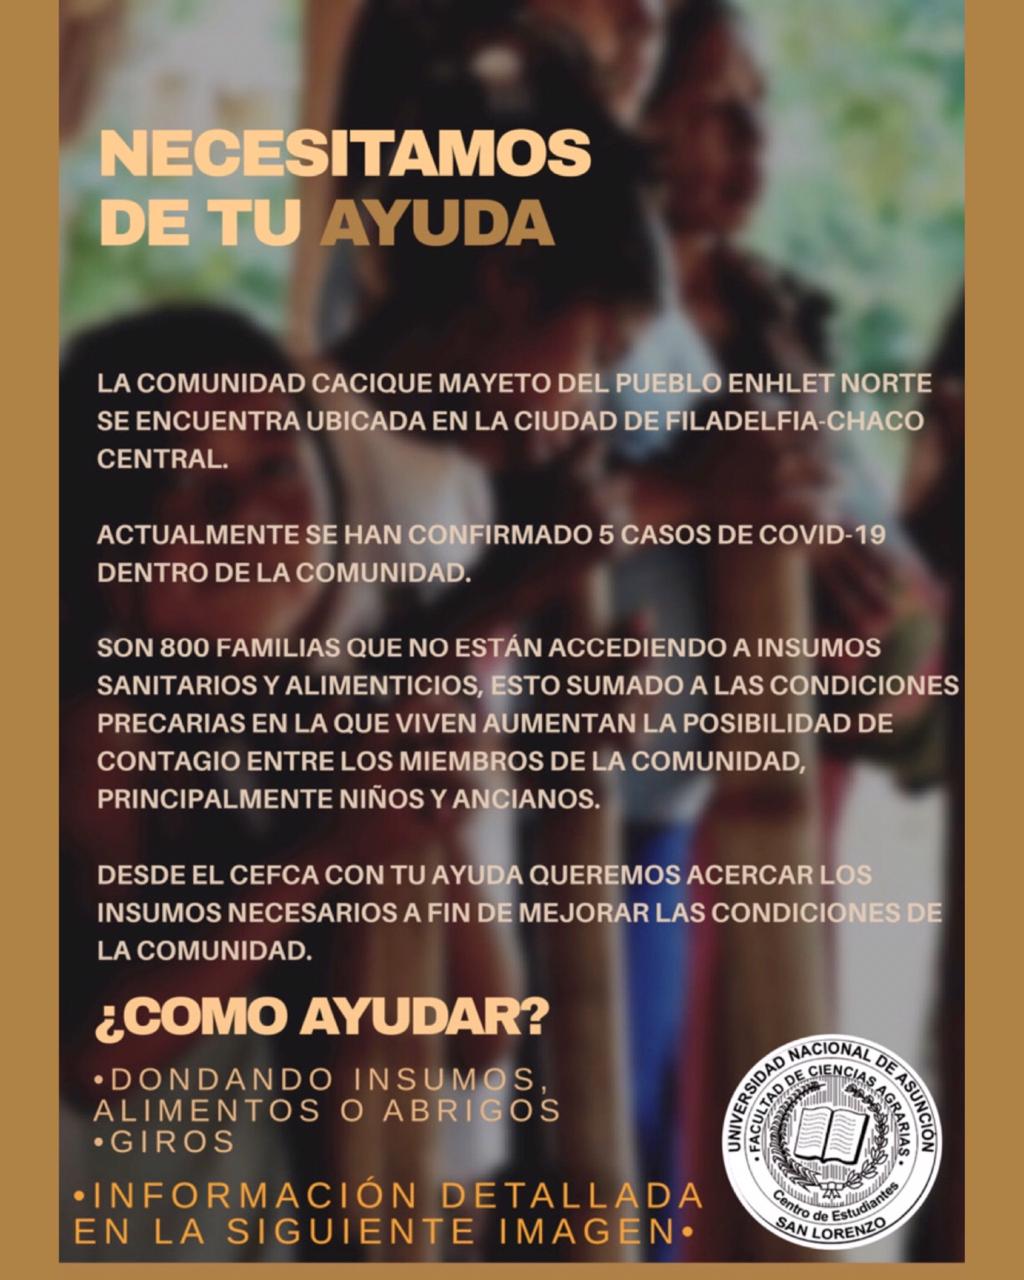 NECESITAMOS
DE TU AYUDA
LA COMUNIDAD CACIQUE MAYETO DEL PUEBLO ENHLET NORTE
SE ENCUENTRA UBICADA EN LA CIUDAD DE FILADELFIA-CHACO
CENTRAL.
ACTUALMENTE SE HAN CONFIRMADO 5 CASOS DE COVID-19
DENTRO DE LA COMUNIDAD.
SON 800 FAMILIAS QUE NO ESTÁN ACCEDIENDO A INSUMOS
SANITARIOS Y ALIMENTICIOS, ESTO SUMADO A LAS CONDICIONES
PRECARIAS EN LA QUE VIVEN AUMENTAN LA POSIBILIDAD DE
CONTAGIO ENTRE LOS MIEMBROS DE LA COMUNIDAD,
PRINCIPALMENTE NIÑOS Y ANCIANOS.
DESDE EL CEFCA CON TU AYUDA QUEREMOS ACERCAR LOS
INSUMOS NECESARIOS A FIN DE MEJORAR LAS CONDICIONES DE
LA COMUNIDAD.
¿COMO AYUDAR?
•DONDANDO INSUMOS,
ALIMENTOS O ABRIGOS
•GIROS
•INFORMACIÓN DETALLADA
EN LA SIGUIENTE IMAGEN•
UNIVERSIDAD NACIONAL DE ASUNCIÓN
• FACULTAD DE CIENCIAS AGRARIAS •
Centro de Estudiantes
SAN LORENZO